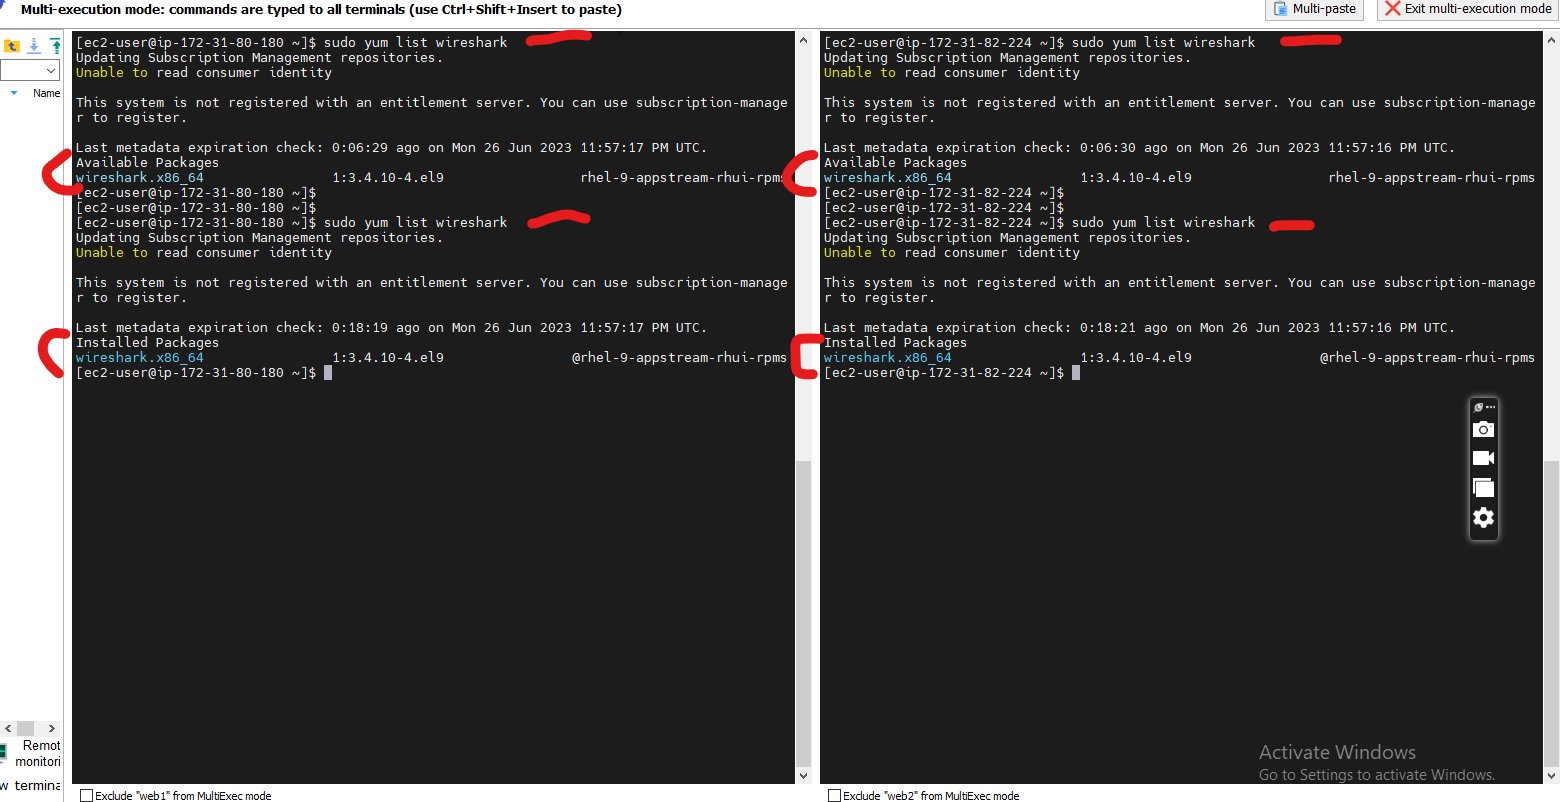 Multi-execution mode: commands are typed to all terminals (use Ctrl+Shift+Insert to paste)
Multi-paste
Exit multi-execution mode
Name
[ec2-user@ip-172-31-80-180 ~]$ sudo yum list wireshark
Updating Subscription Management repositories.
Unable to read consumer identity
This system is not registered with an entitlement server. You can use subscription-manage
r to register.
Last metadata expiration check: 0:06:29 ago on Mon 26 Jun 2023 11:57:17 PM UTC.
Available Packages
wireshark.x86_64 1:3.4.10-4.el9 rhel-9-appstream-rhui-rpms
[ec2-user@ip-172-31-80-180 ~]$
[ec2-user@ip-172-31-80-180 ~]$
[ec2-user@ip-172-31-80-180 ~]$ sudo yum list wireshark
Updating Subscription Management repositories.
Unable to read consumer identity
This system is not registered with an entitlement server. You can use subscription-manage
r to register.
Last metadata expiration check: 0:18:19 ago on Mon 26 Jun 2023 11:57:17 PM UTC.
Installed Packages
wireshark.x86_64 1:3.4.10-4.el9 @rhel-9-appstream-rhui-rpms
[ec2-user@ip-172-31-80-180 ~]$
[ec2-user@ip-172-31-82-224 ~]$ sudo yum list wireshark
Updating Subscription Management repositories.
Unable to read consumer identity
This system is not registered with an entitlement server. You can use subscription-manage
r to register.
Last metadata expiration check: 0:06:30 ago on Mon 26 Jun 2023 11:57:16 PM UTC.
Available Packages
wireshark.x86_64 1:3.4.10-4.el9 rhel-9-appstream-rhui-rpms
[ec2-user@ip-172-31-82-224 ~]$
[ec2-user@ip-172-31-82-224 ~]$
[ec2-user@ip-172-31-82-224 ~]$ sudo yum list wireshark
Updating Subscription Management repositories.
Unable to read consumer identity
This system is not registered with an entitlement server. You can use subscription-manage
r to register.
Last metadata expiration check: 0:18:21 ago on Mon 26 Jun 2023 11:57:16 PM UTC.
Installed Packages
wireshark.x86_64 1:3.4.10-4.el9 @rhel-9-appstream-rhui-rpms
[ec2-user@ip-172-31-82-224 ~]$
Remot
monitori
w termina
Activate Windows
Go to Settings to activate Windows.
Exclude "web1" from MultiExec mode
Exclude "web2" from MultiExec mode